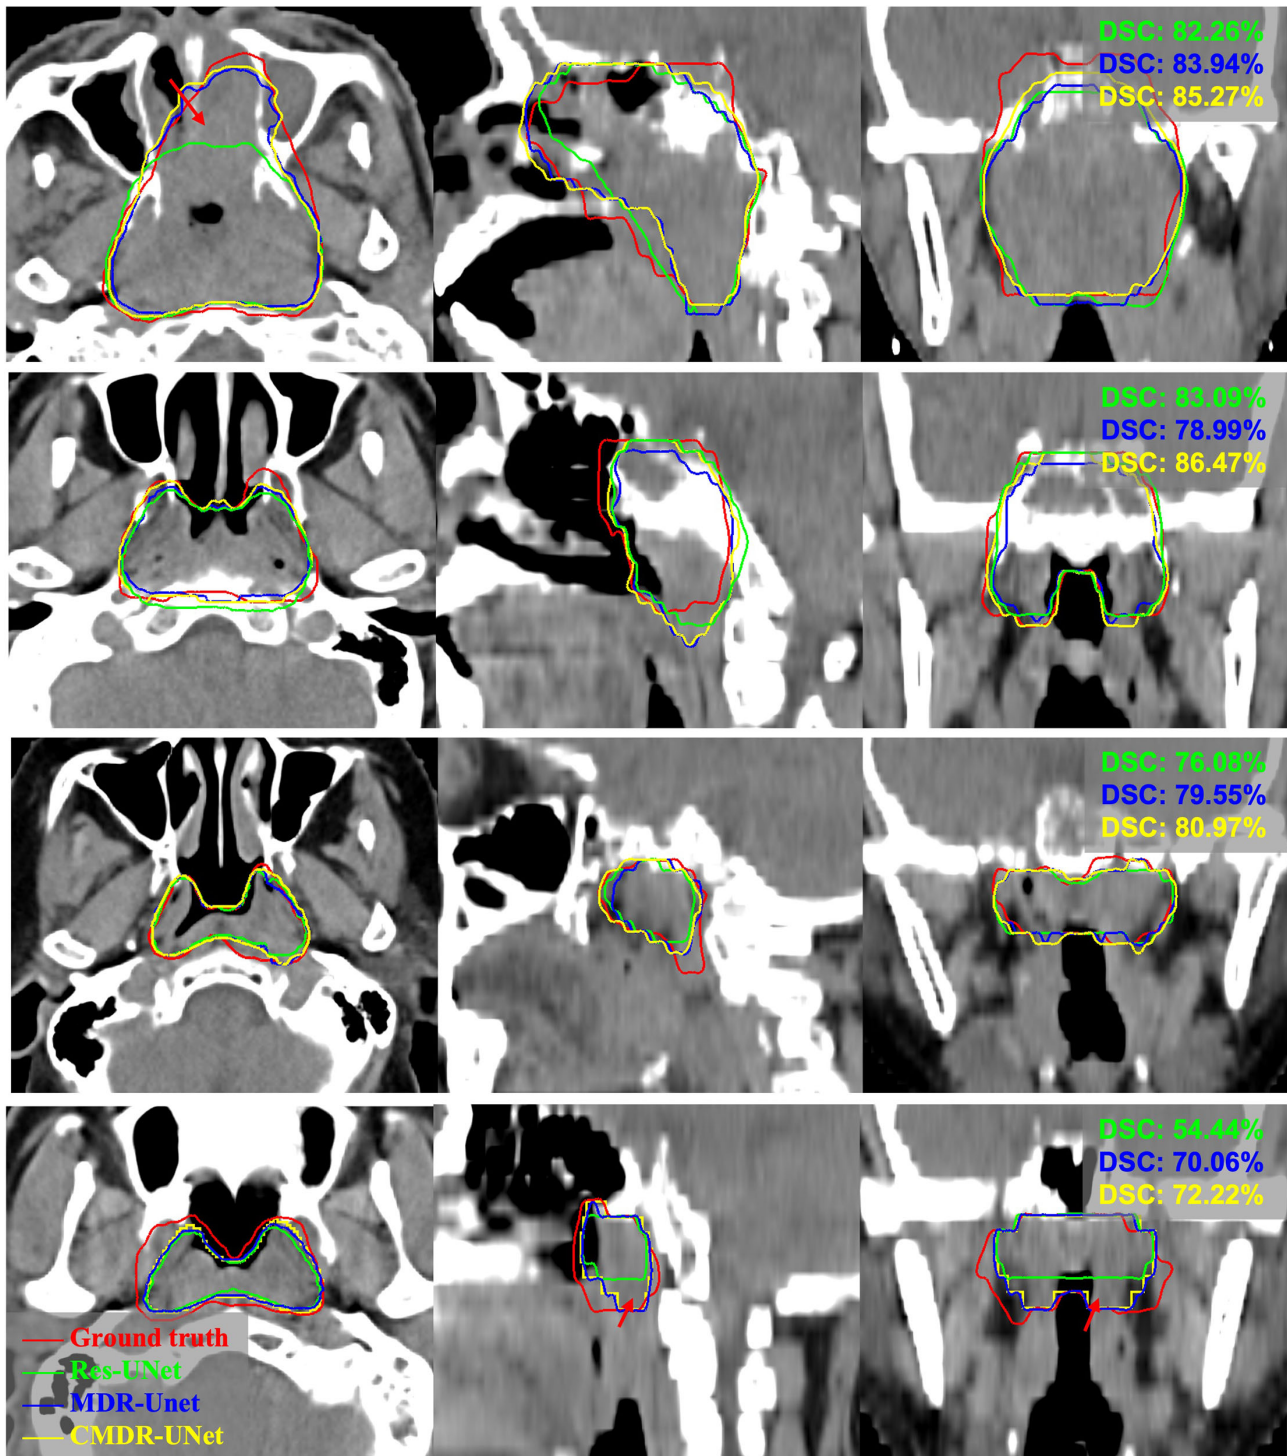 DSC: 82.26%
DSC: 83.94%
DSC: 85.27%
DSC: 83.09%
DSC: 78.99%
DSC: 86.47%
DSC: 76.08%
DSC: 79.55%
DSC: 80.97%
DSC: 54.44%
DSC: 70.06%
DSC: 72.22%
Ground truth
Res-UNet
MDR-Unet
CMDR-UNet